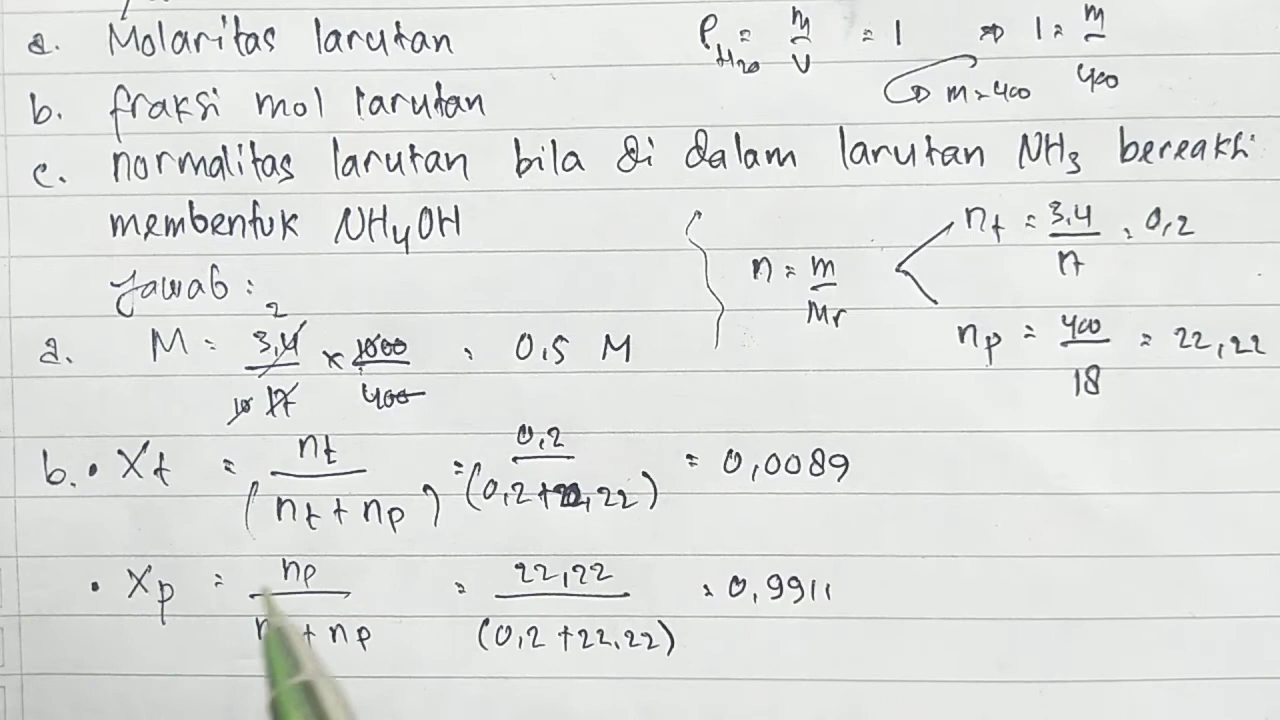 a. Molaritas larutan
ρH₂O = m/V = 1 ⇒ 1 = m/400
m = 400
b. fraksi mol larutan
c. normalitas larutan bila di dalam larutan NH₃ bereaksi
membentuk NH₄OH
Jawab :
n = m/Mr
nt = 3,4/17 = 0,2
np = 400/18 = 22,22
a. M = 3,4/17 × 1000/400 = 0,5 M
b. • Xt = nt/(nt + np) = 0,2/(0,2 + 22,22) = 0,0089
• Xp = np/nt + np = 22,22/(0,2 + 22,22) = 0,9911